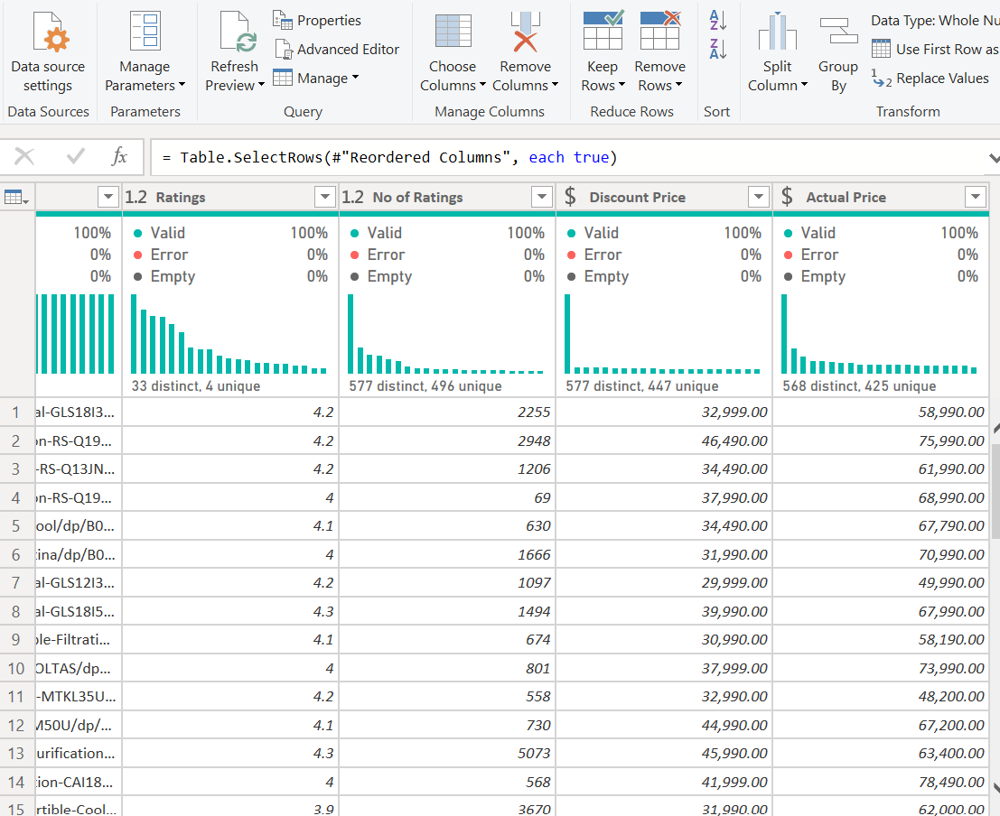 Data source settings
Manage Parameters
Refresh Preview
Properties
Advanced Editor
Manage
Choose Columns
Remove Columns
Keep Rows
Remove Rows
A Z
Z A
Split Column
Group By
Data Type: Whole Nu
Use First Row as
1 2 Replace Values
Data Sources
Parameters
Query
Manage Columns
Reduce Rows
Sort
Transform
fx = Table.SelectRows(#"Reordered Columns", each true)
1.2 Ratings 1.2 No of Ratings $ Discount Price $ Actual Price
100% Valid 100% Valid 100% Valid 100% Valid 100%
0% Error 0% Error 0% Error 0% Error 0%
0% Empty 0% Empty 0% Empty 0% Empty 0%
33 distinct, 4 unique 577 distinct, 496 unique 577 distinct, 447 unique 568 distinct, 425 unique
1 al-GLS18I3... 4.2 2255 32,999.00 58,990.00
2 on-RS-Q19... 4.2 2948 46,490.00 75,990.00
3 -RS-Q13JN... 4.2 1206 34,490.00 61,990.00
4 on-RS-Q19... 4 69 37,990.00 68,990.00
5 ool/dp/B0... 4.1 630 34,490.00 67,790.00
6 tina/dp/B0... 4 1666 31,990.00 70,990.00
7 al-GLS12I3... 4.2 1097 29,999.00 49,990.00
8 al-GLS18I5... 4.3 1494 39,990.00 67,990.00
9 ble-Filtrati... 4.1 674 30,990.00 58,190.00
10 OLTAS/dp... 4 801 37,999.00 73,990.00
11 -MTKL35U... 4.2 558 32,990.00 48,200.00
12 M50U/dp/... 4.1 730 44,990.00 67,200.00
13 urification... 4.3 5073 45,990.00 63,400.00
14 tion-CAI18... 4 568 41,999.00 78,490.00
15 rtible-Cool... 3.9 3670 31,990.00 62,000.00